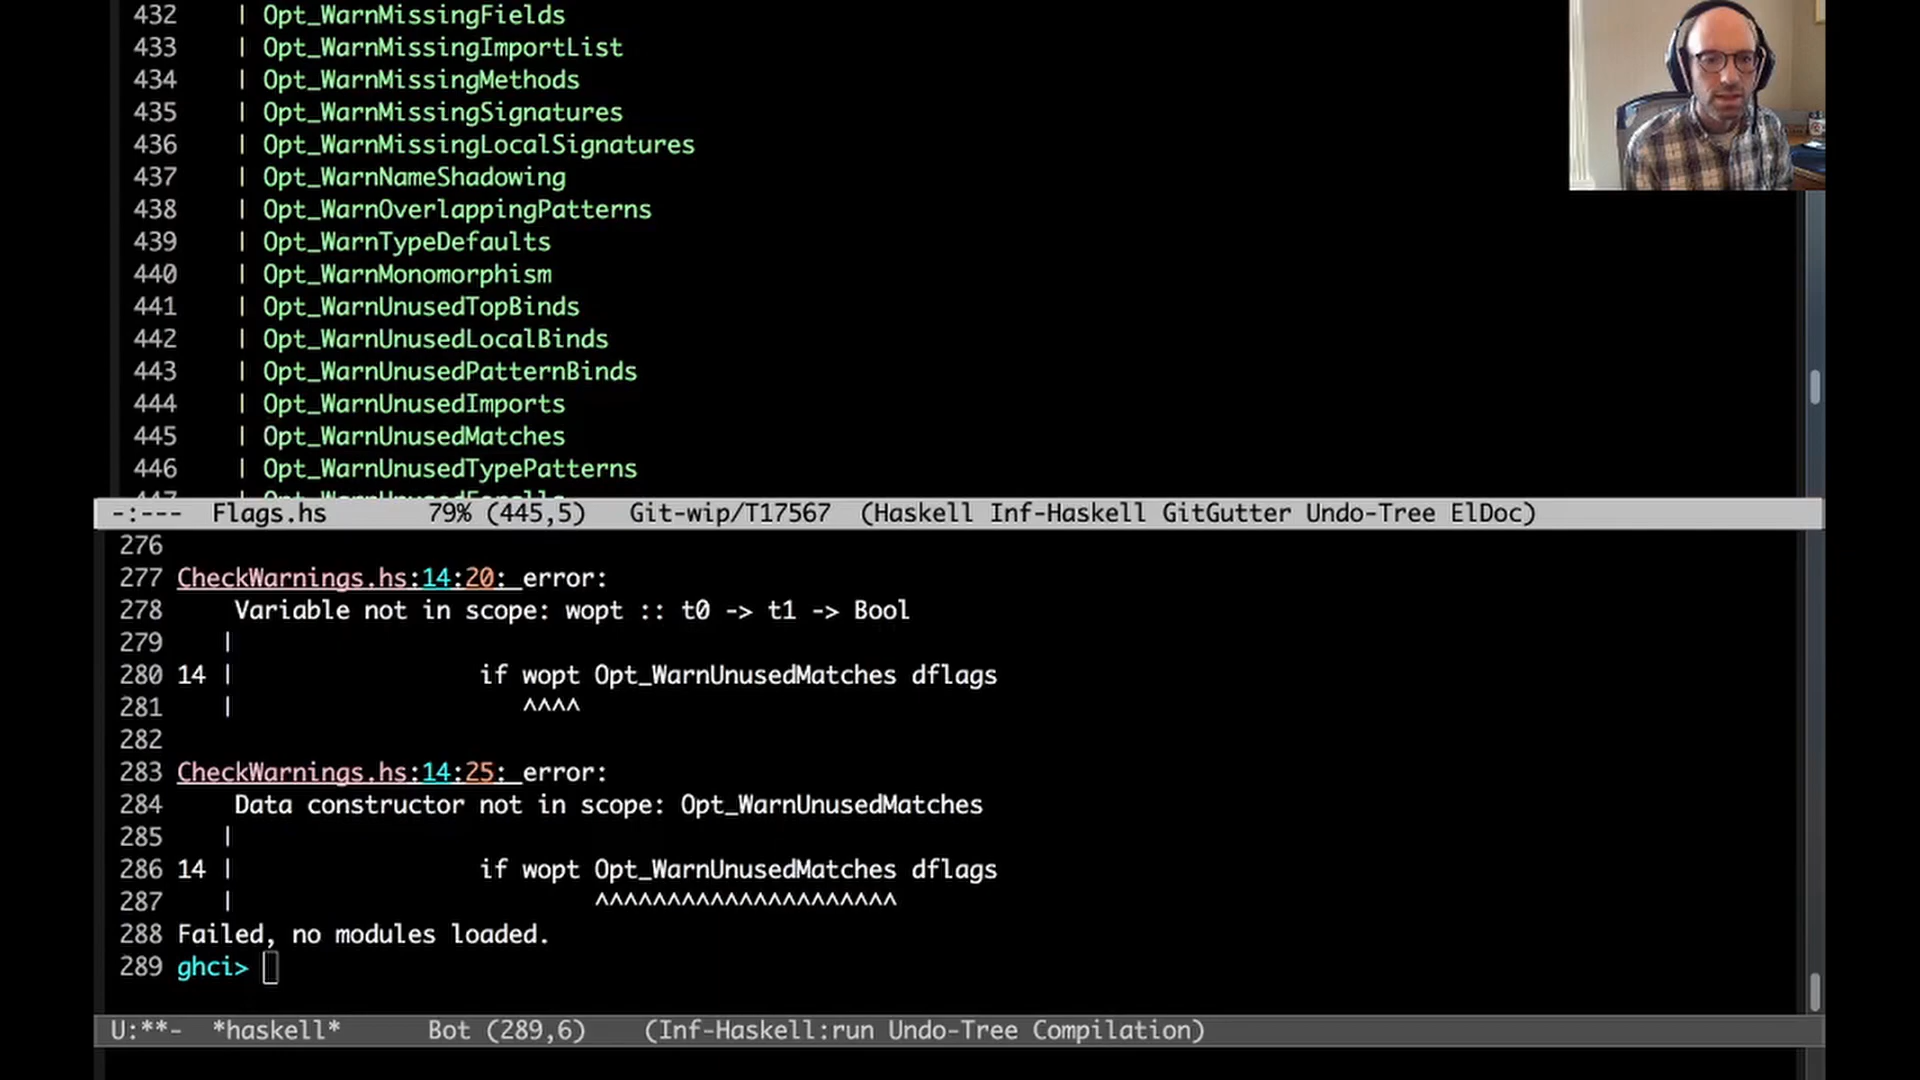 432 | Opt_WarnMissingFields
433 | Opt_WarnMissingImportList
434 | Opt_WarnMissingMethods
435 | Opt_WarnMissingSignatures
436 | Opt_WarnMissingLocalSignatures
437 | Opt_WarnNameShadowing
438 | Opt_WarnOverlappingPatterns
439 | Opt_WarnTypeDefaults
440 | Opt_WarnMonomorphism
441 | Opt_WarnUnusedTopBinds
442 | Opt_WarnUnusedLocalBinds
443 | Opt_WarnUnusedPatternBinds
444 | Opt_WarnUnusedImports
445 | Opt_WarnUnusedMatches
446 | Opt_WarnUnusedTypePatterns
-:--- Flags.hs 79% (445,5) Git-wip/T17567 (Haskell Inf-Haskell GitGutter Undo-Tree ElDoc)
276
277 CheckWarnings.hs:14:20: error:
278 Variable not in scope: wopt :: t0 -> t1 -> Bool
279 |
280 14 | if wopt Opt_WarnUnusedMatches dflags
281 | ^^^^
282
283 CheckWarnings.hs:14:25: error:
284 Data constructor not in scope: Opt_WarnUnusedMatches
285 |
286 14 | if wopt Opt_WarnUnusedMatches dflags
287 | ^^^^^^^^^^^^^^^^^^^^^
288 Failed, no modules loaded.
289 ghci>
U:**- *haskell* Bot (289,6) (Inf-Haskell:run Undo-Tree Compilation)